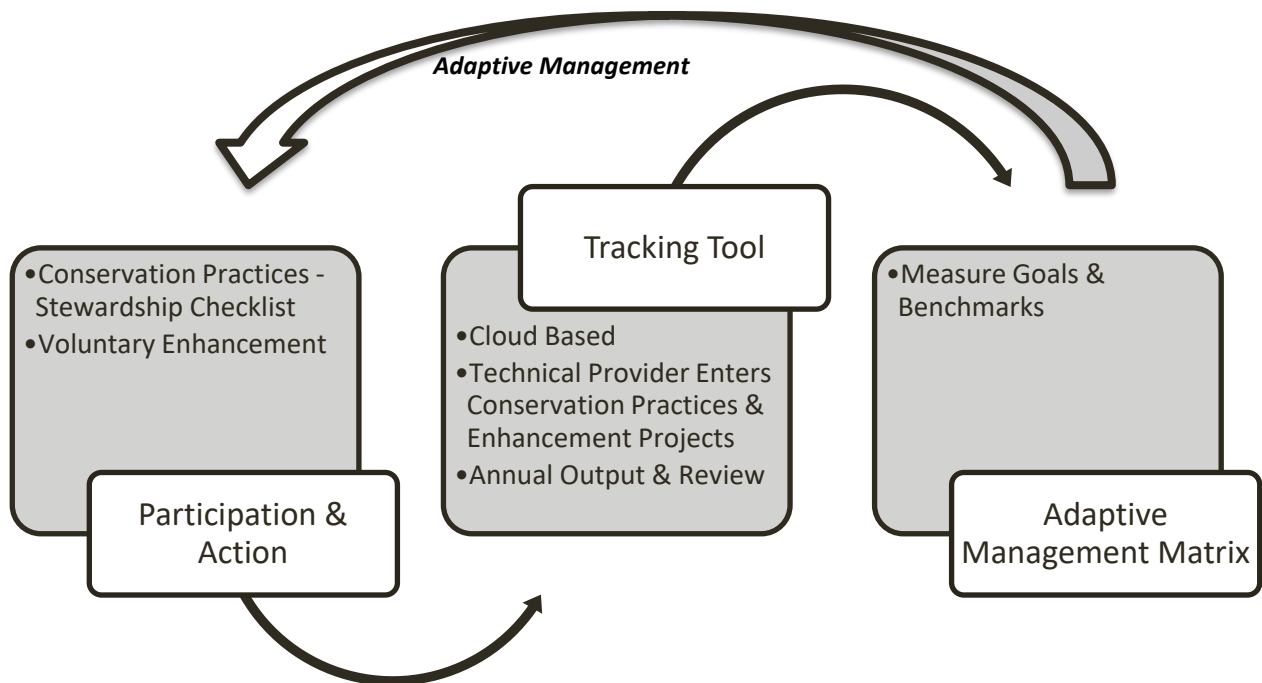 Adaptive Management
•Conservation Practices -
Stewardship Checklist
•Voluntary Enhancement
Participation &
Action
Tracking Tool
•Cloud Based
•Technical Provider Enters
Conservation Practices &
Enhancement Projects
•Annual Output & Review
•Measure Goals &
Benchmarks
Adaptive
Management Matrix